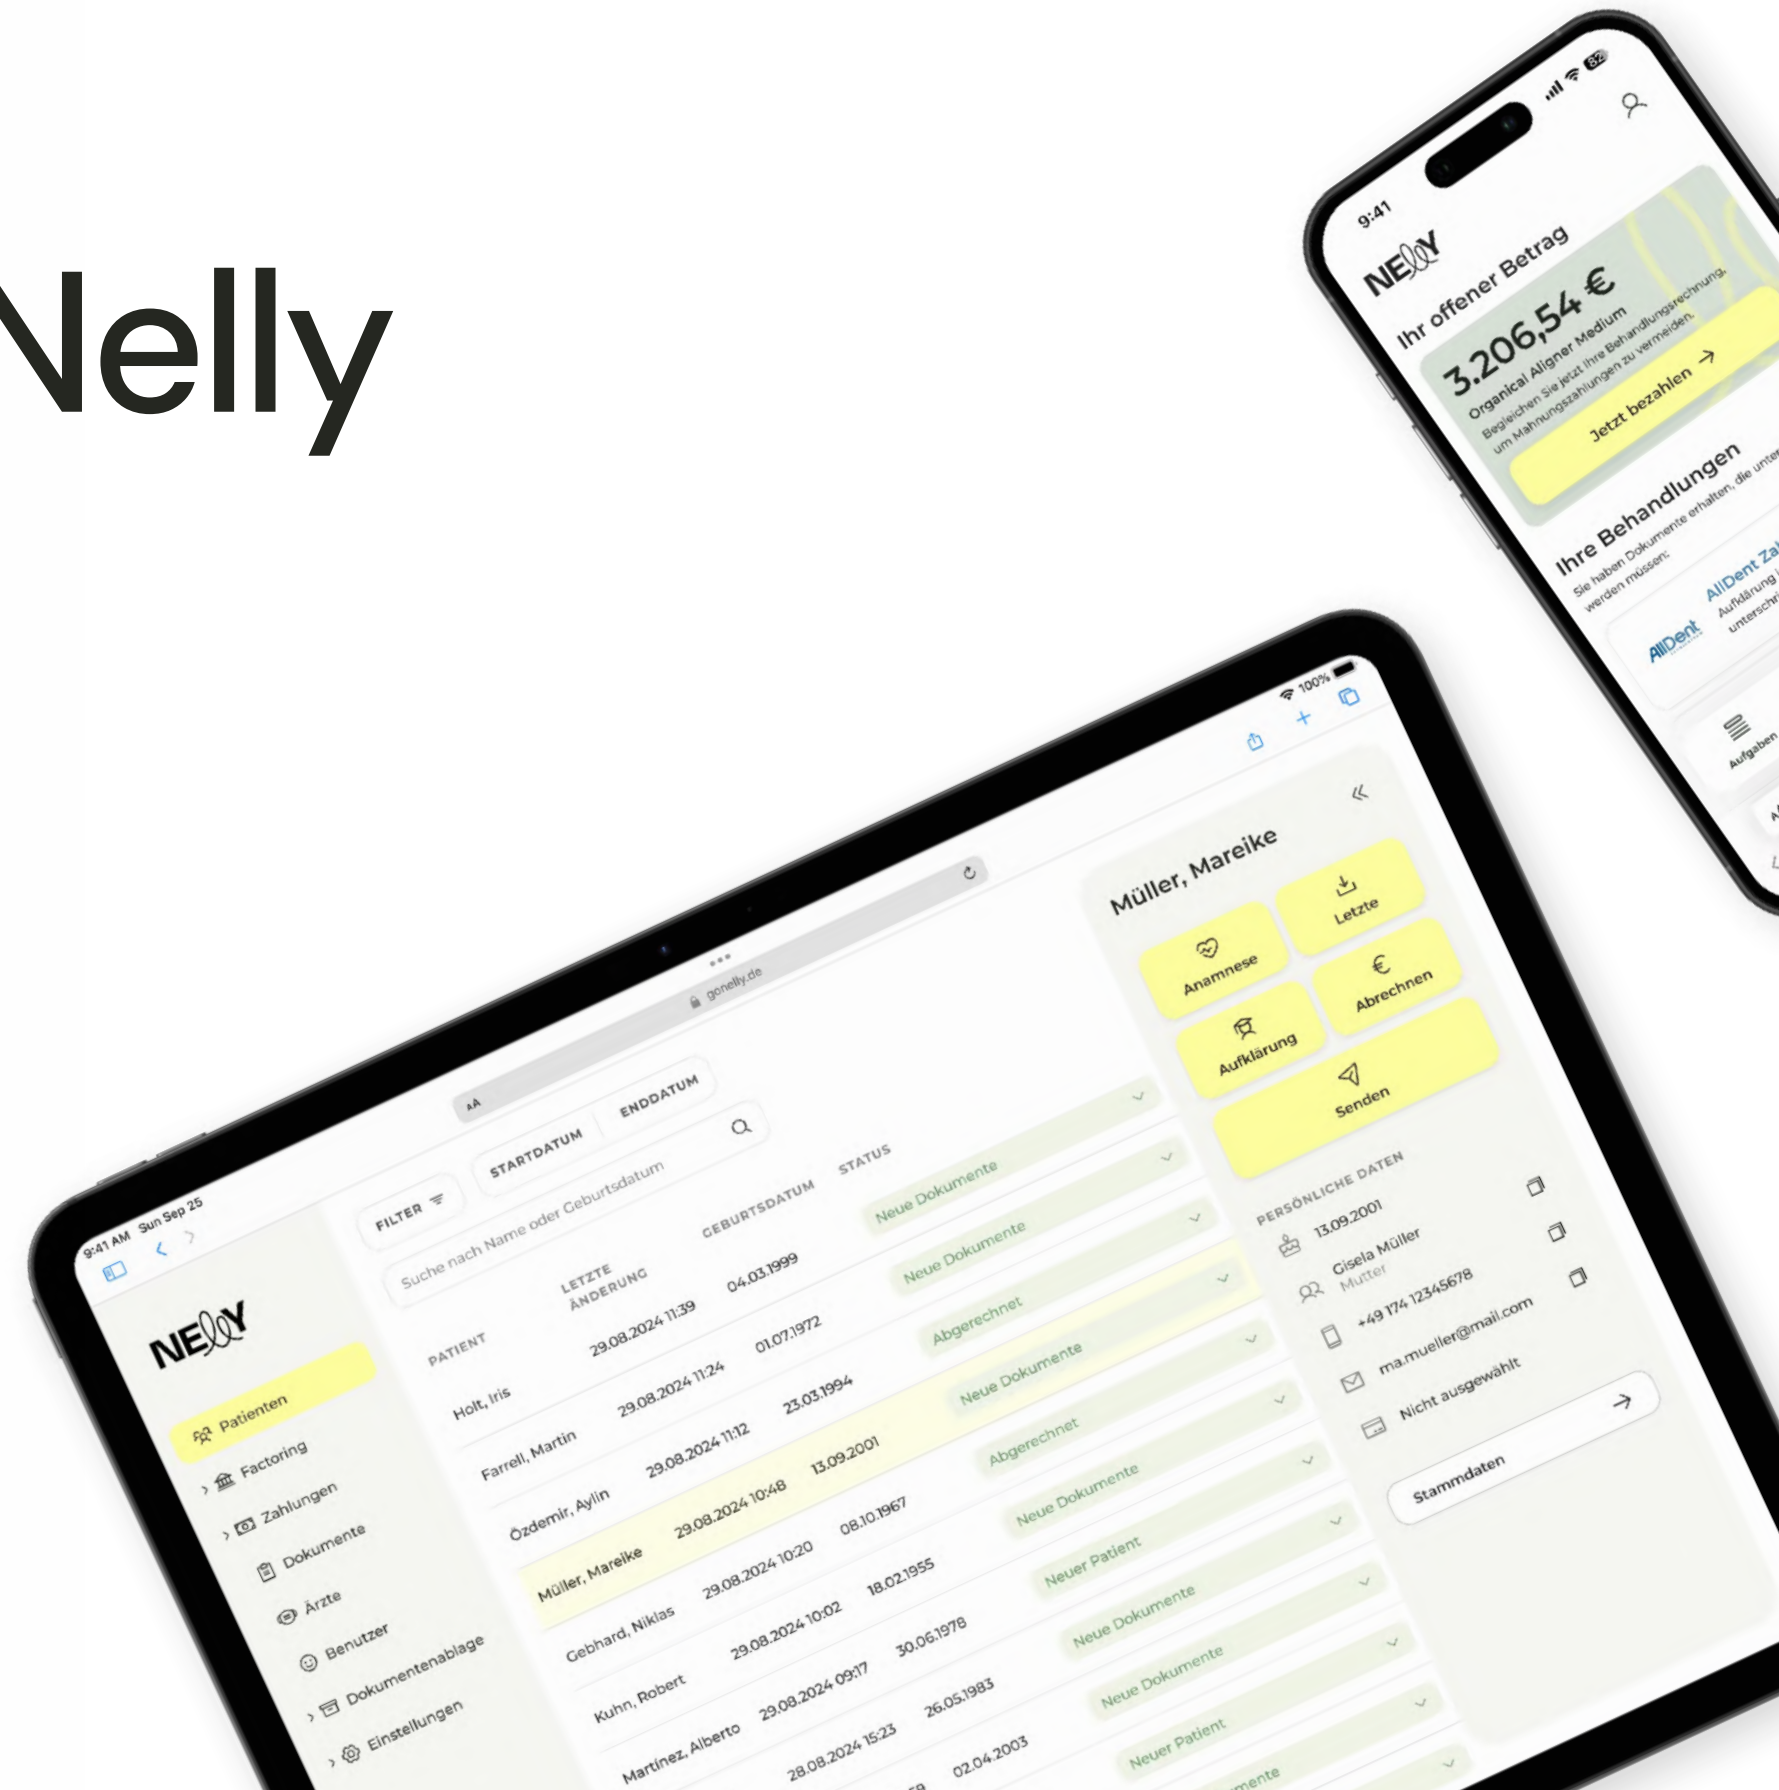 Nelly
82
9:41
NELLY
Ihr offener Betrag
3.206,54 €
Organical Aligner Medium
Begleichen Sie jetzt Ihre Behandlungsrechnung,
um Mahnungszahlungen zu vermeiden.
Jetzt bezahlen
Ihre Behandlungen
Sie haben Dokumente erhalten, die
werden müssen:
AllDent
AllDent
Aufklärung
Aufgaben
9:41 AM Sun Sep 25
100%
AA
gonelly.de
NELLY
Patienten
Factoring
Zahlungen
Dokumente
Ärzte
Benutzer
Dokumentenablage
Einstellungen
FILTER
STARTDATUM
ENDDATUM
Suche nach Name oder Geburtsdatum
PATIENT
LETZTE
ÄNDERUNG
GEBURTSDATUM
STATUS
Holt, Iris 29.08.2024 11:39 04.03.1999 Neue Dokumente
Farrell, Martin 29.08.2024 11:24 01.07.1972 Neue Dokumente
Özdemir, Aylin 29.08.2024 11:12 23.03.1994 Abgerechnet
Müller, Mareike 29.08.2024 10:48 13.09.2001 Neue Dokumente
Gebhard, Niklas 29.08.2024 10:20 08.10.1967 Abgerechnet
Kuhn, Robert 29.08.2024 10:02 18.02.1955 Neue Dokumente
Martinez, Alberto 29.08.2024 09:17 30.06.1978 Neuer Patient
28.08.2024 15:23 26.05.1983 Neue Dokumente
02.04.2003 Neue Dokumente
Neuer Patient
Müller, Mareike
Anamnese
Letzte
Aufklärung
Abrechnen
Senden
PERSÖNLICHE DATEN
13.09.2001
Gisela Müller
Mutter
+49 174 12345678
ma.mueller@mail.com
Nicht ausgewählt
Stammdaten